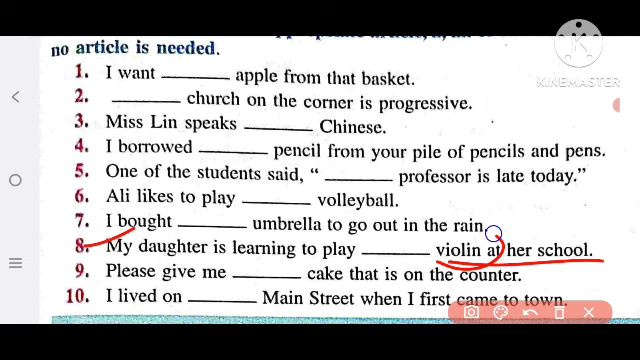 no article is needed.
1. I want ________ apple from that basket.
2. ________ church on the corner is progressive.
3. Miss Lin speaks ________ Chinese.
4. I borrowed ________ pencil from your pile of pencils and pens.
5. One of the students said, “ ________ professor is late today.”
6. Ali likes to play ________ volleyball.
7. I bought ________ umbrella to go out in the rain.
8. My daughter is learning to play ________ violin at her school.
9. Please give me ________ cake that is on the counter.
10. I lived on ________ Main Street when I first came to town.
KINEMASTER